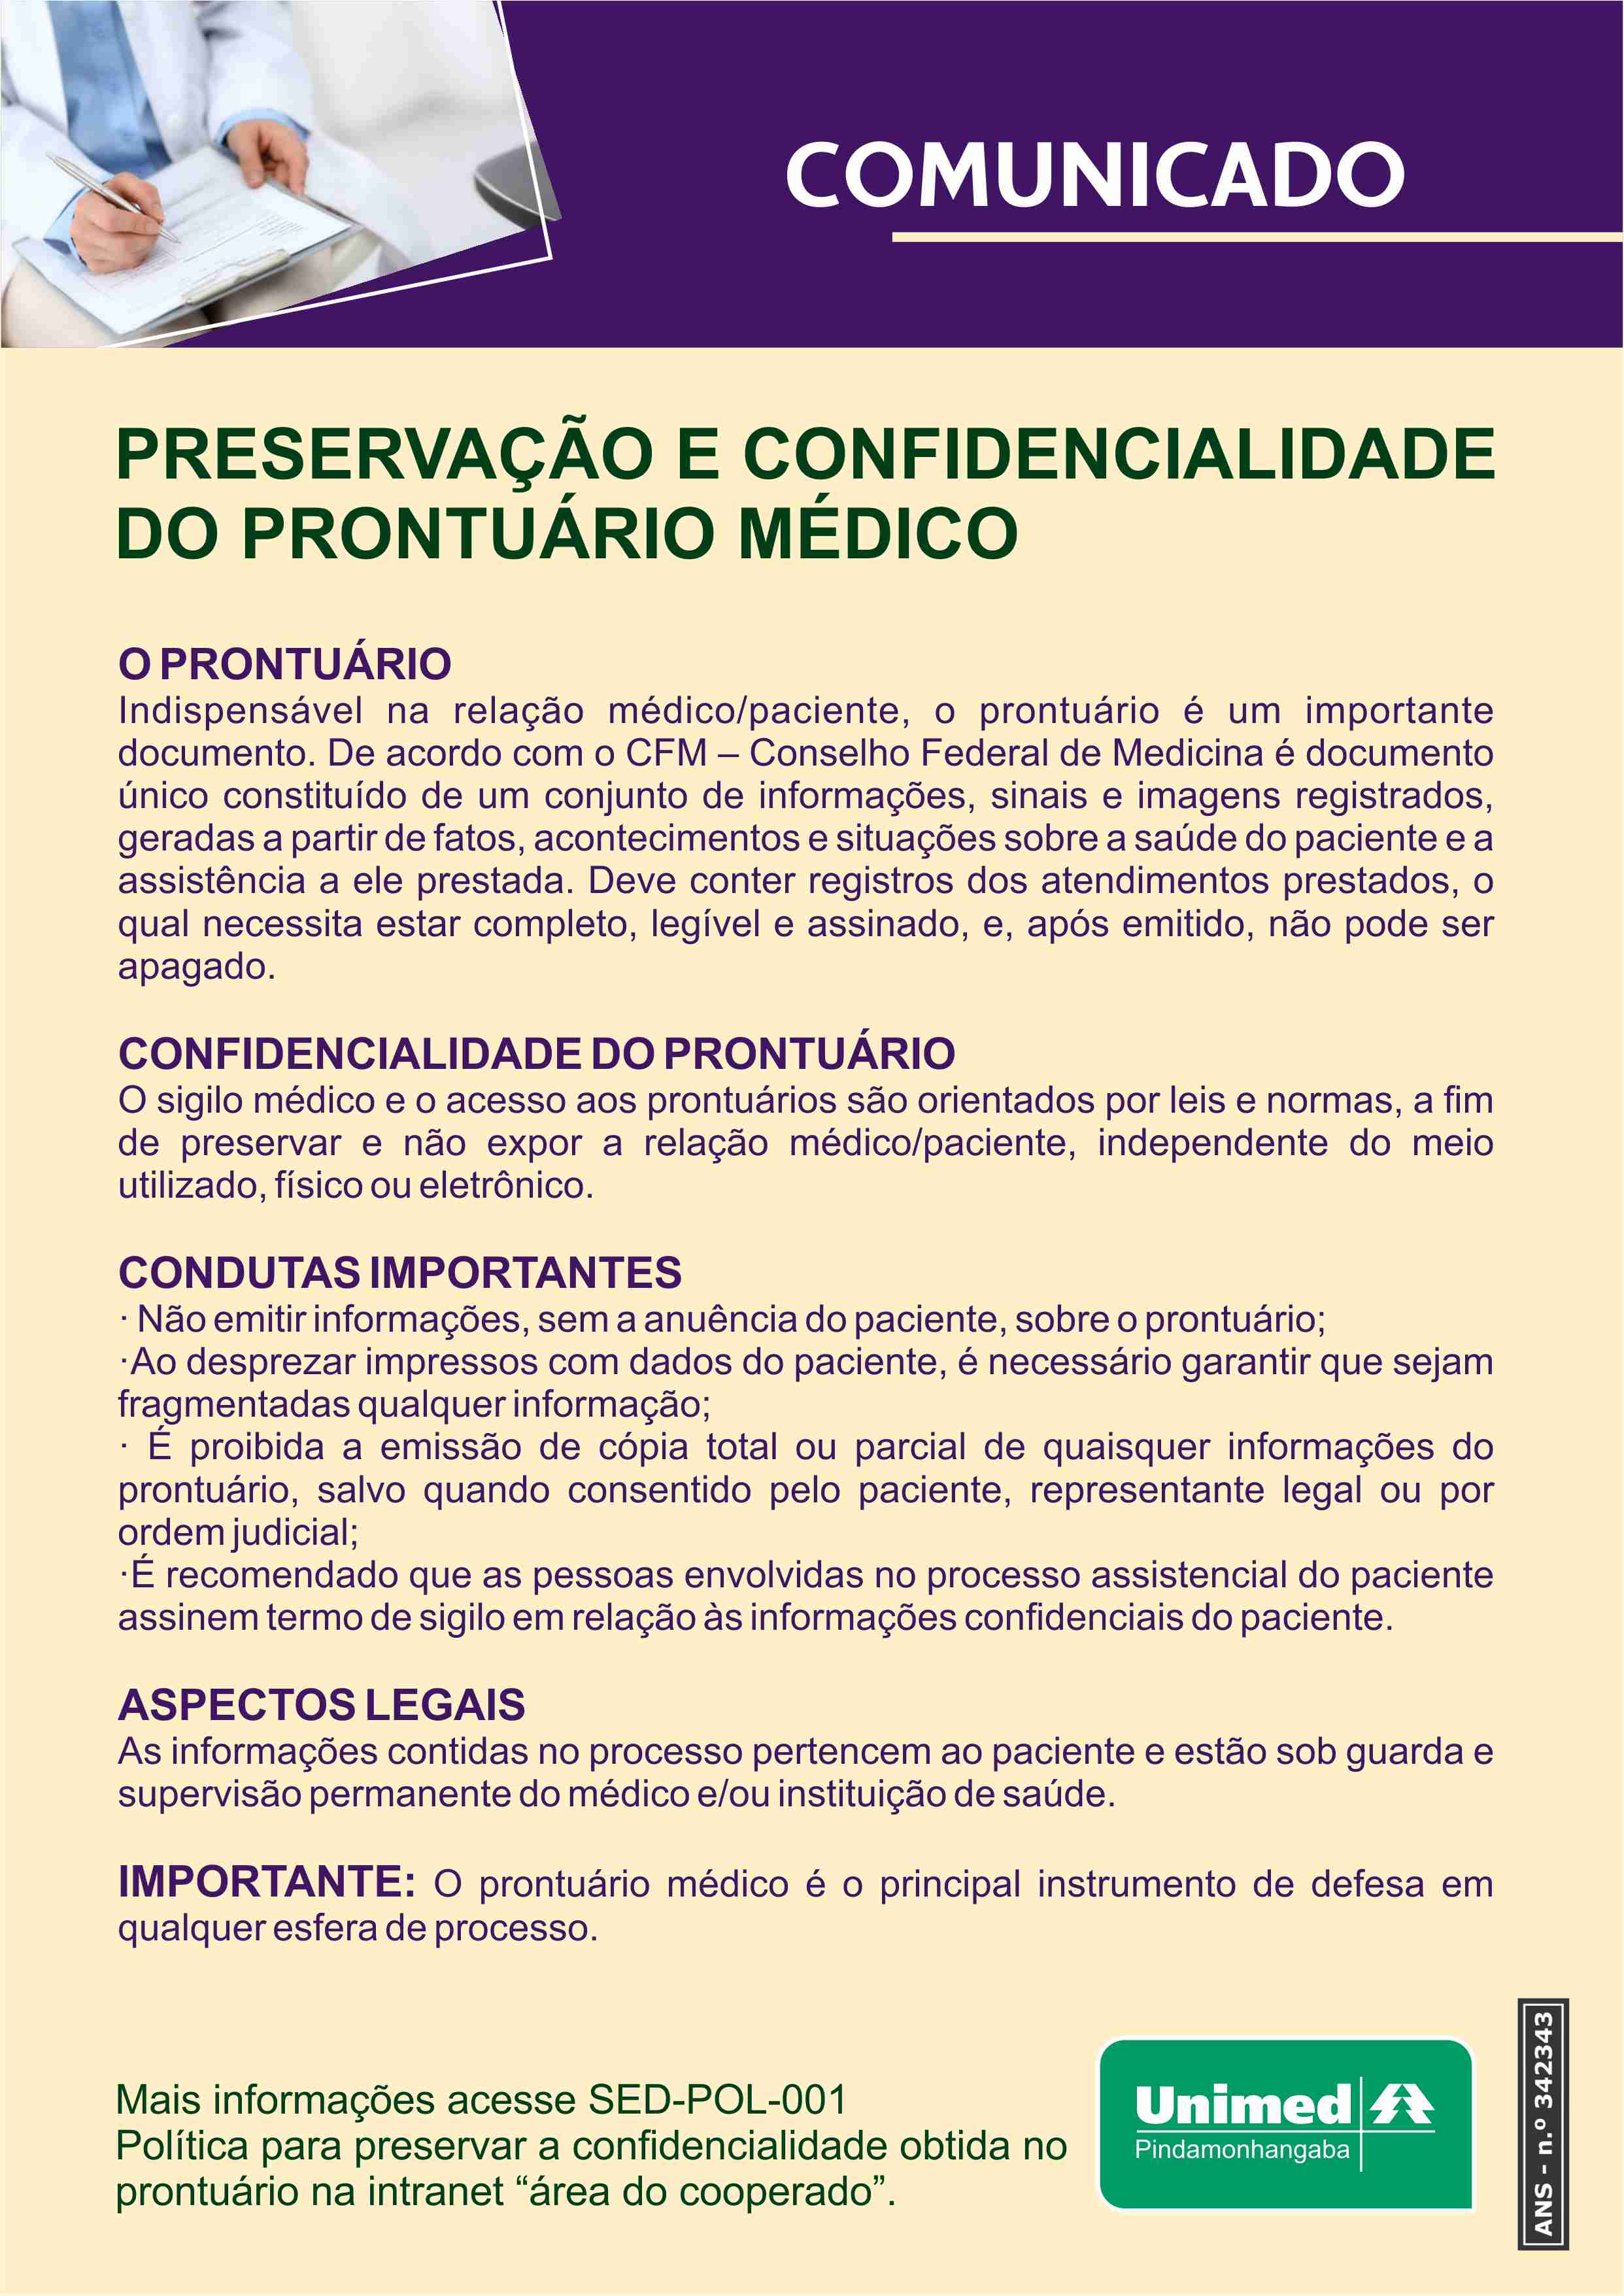 COMUNICADO
PRESERVAÇÃO E CONFIDENCIALIDADE
DO PRONTUÁRIO MÉDICO
O PRONTUÁRIO
Indispensável na relação médico/paciente, o prontuário é um importante
documento. De acordo com o CFM – Conselho Federal de Medicina é documento
único constituído de um conjunto de informações, sinais e imagens registrados,
geradas a partir de fatos, acontecimentos e situações sobre a saúde do paciente e a
assistência a ele prestada. Deve conter registros dos atendimentos prestados, o
qual necessita estar completo, legível e assinado, e, após emitido, não pode ser
apagado.
CONFIDENCIALIDADE DO PRONTUÁRIO
O sigilo médico e o acesso aos prontuários são orientados por leis e normas, a fim
de preservar e não expor a relação médico/paciente, independente do meio
utilizado, físico ou eletrônico.
CONDUTAS IMPORTANTES
· Não emitir informações, sem a anuência do paciente, sobre o prontuário;
·Ao desprezar impressos com dados do paciente, é necessário garantir que sejam
fragmentadas qualquer informação;
· É proibida a emissão de cópia total ou parcial de quaisquer informações do
prontuário, salvo quando consentido pelo paciente, representante legal ou por
ordem judicial;
·É recomendado que as pessoas envolvidas no processo assistencial do paciente
assinem termo de sigilo em relação às informações confidenciais do paciente.
ASPECTOS LEGAIS
As informações contidas no processo pertencem ao paciente e estão sob guarda e
supervisão permanente do médico e/ou instituição de saúde.
IMPORTANTE: O prontuário médico é o principal instrumento de defesa em
qualquer esfera de processo.
Mais informações acesse SED-POL-001
Política para preservar a confidencialidade obtida no
prontuário na intranet “área do cooperado”.
Unimed
Pindamonhangaba
ANS - n.º 342343